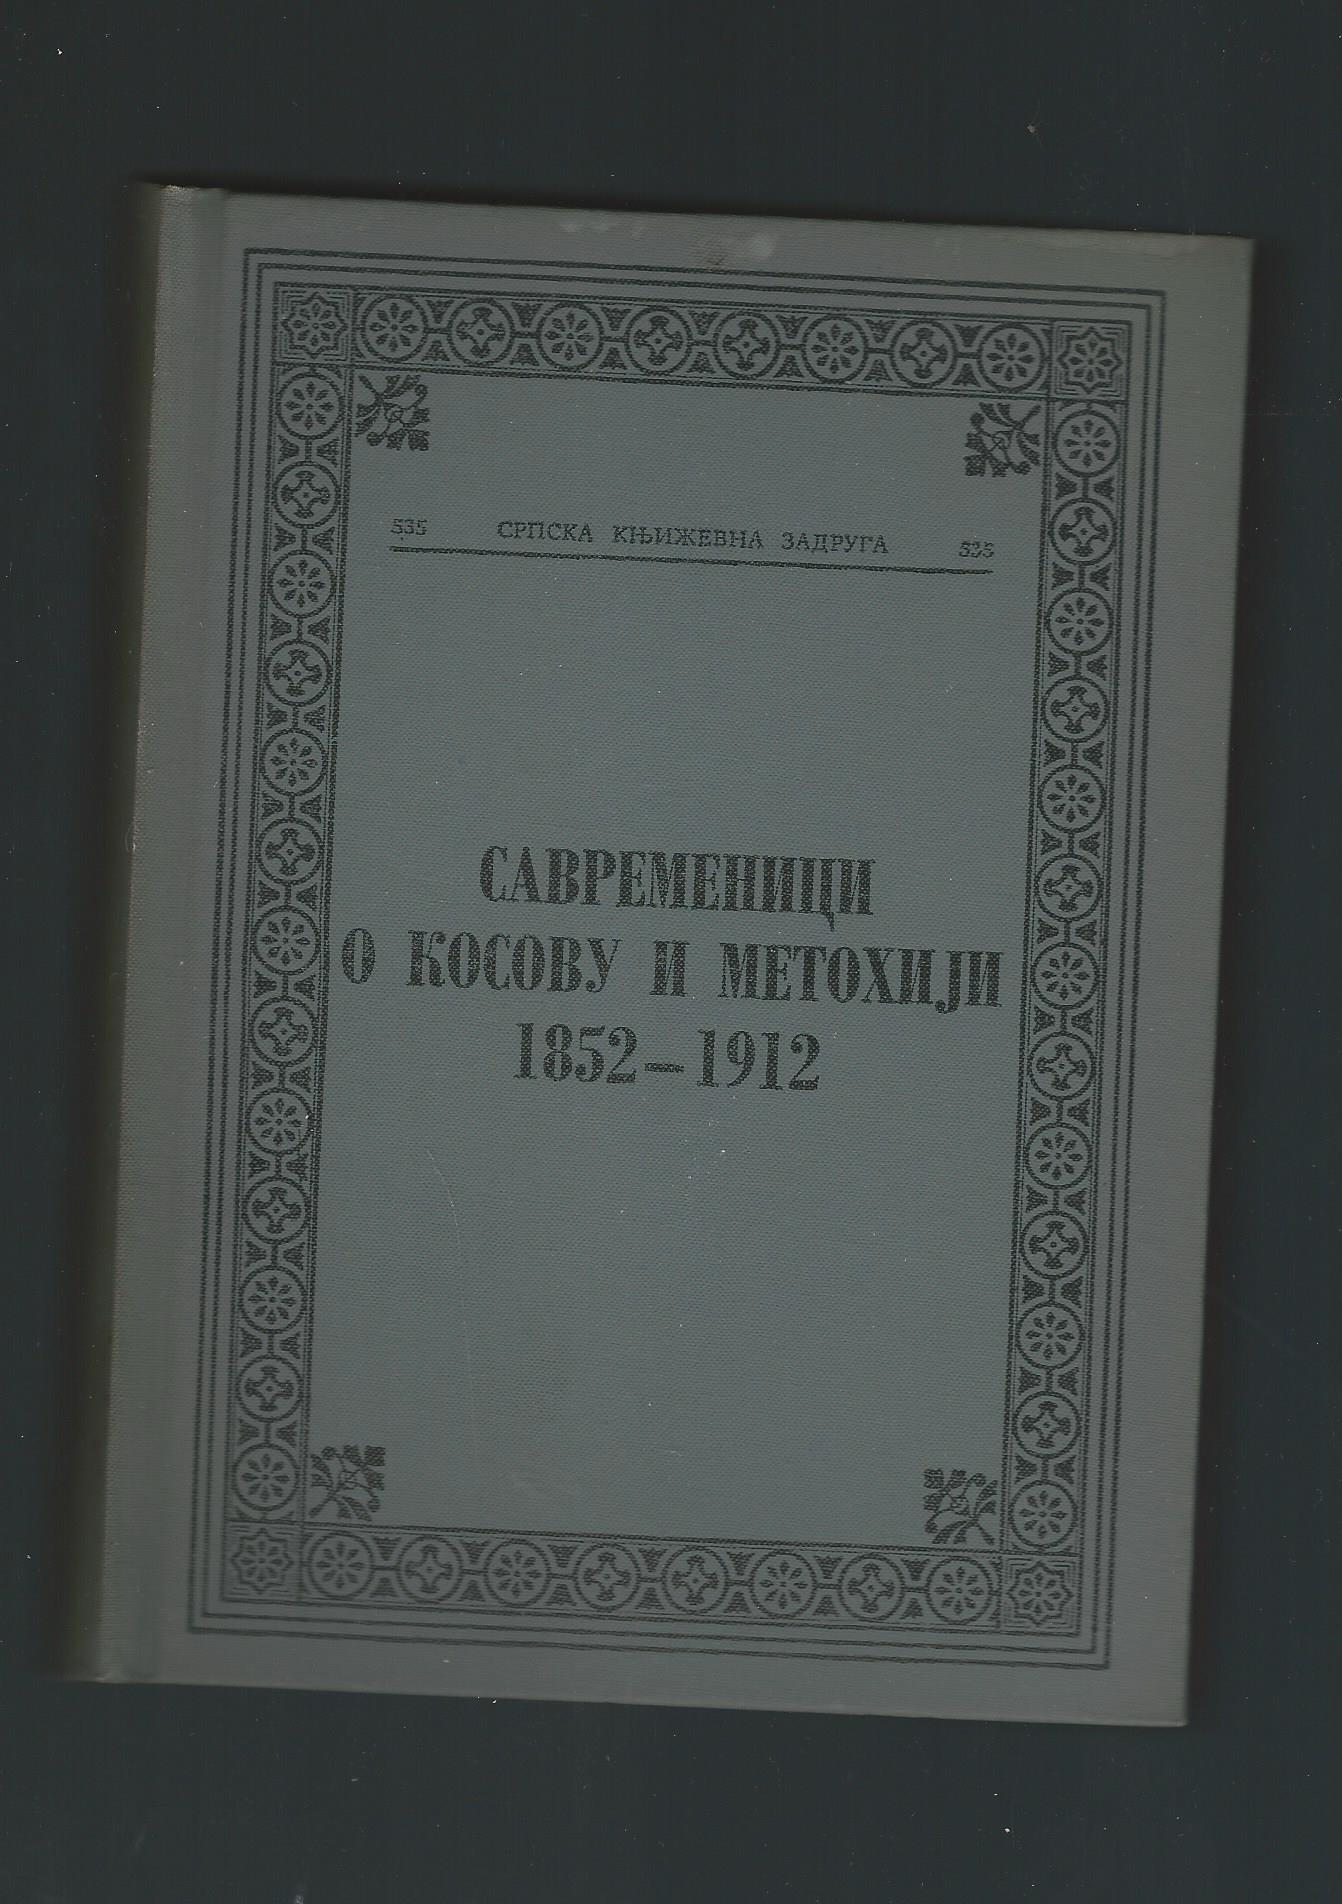 535 СРПСКА КЊИЖЕВНА ЗАДРУГА 535
САВРЕМЕНИЦИ
О КОСОВУ И МЕТОХИЈИ
1852—1912